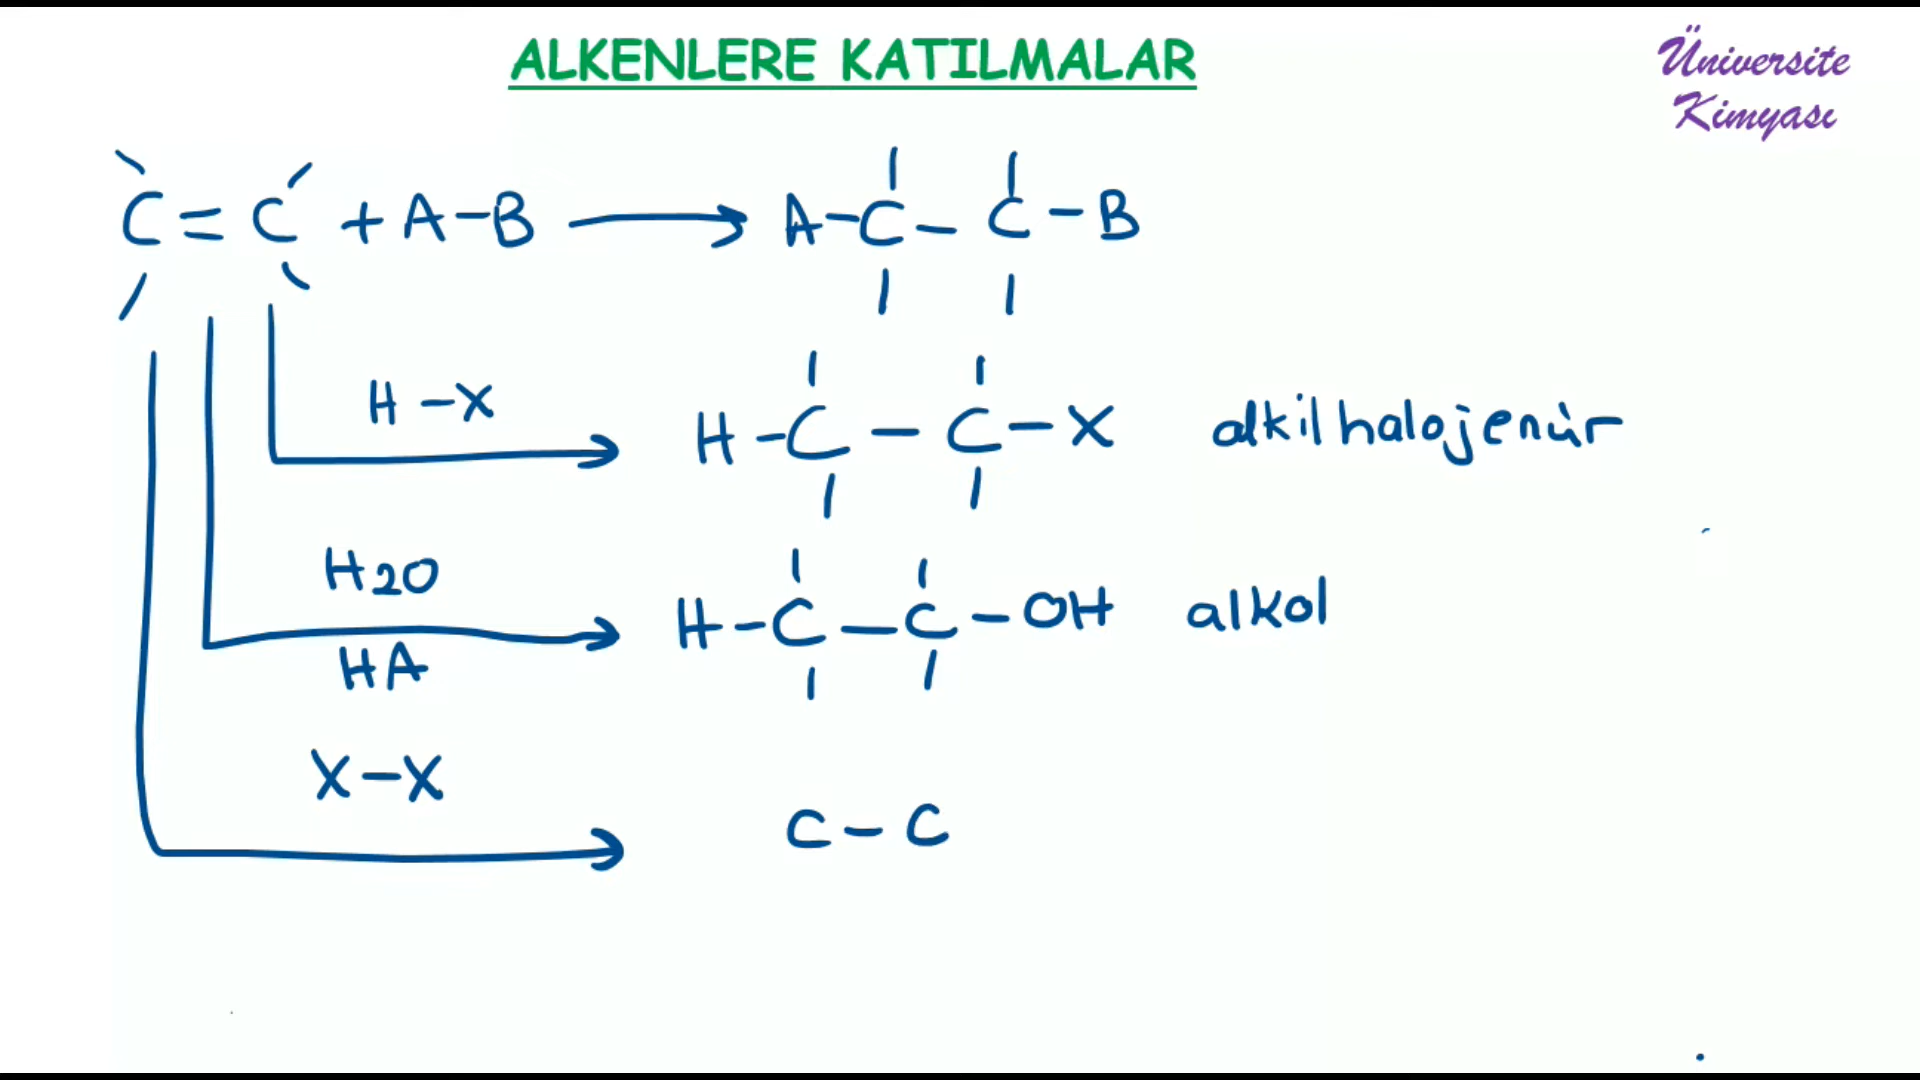 ALKENLERE KATILMALAR
Üniversite
Kimyası
C = C + A-B → A-C-C-B
H-X
H-C-C-X alkilhalojenür
H2O
H-C-C-OH alkol
HA
X-X
C-C